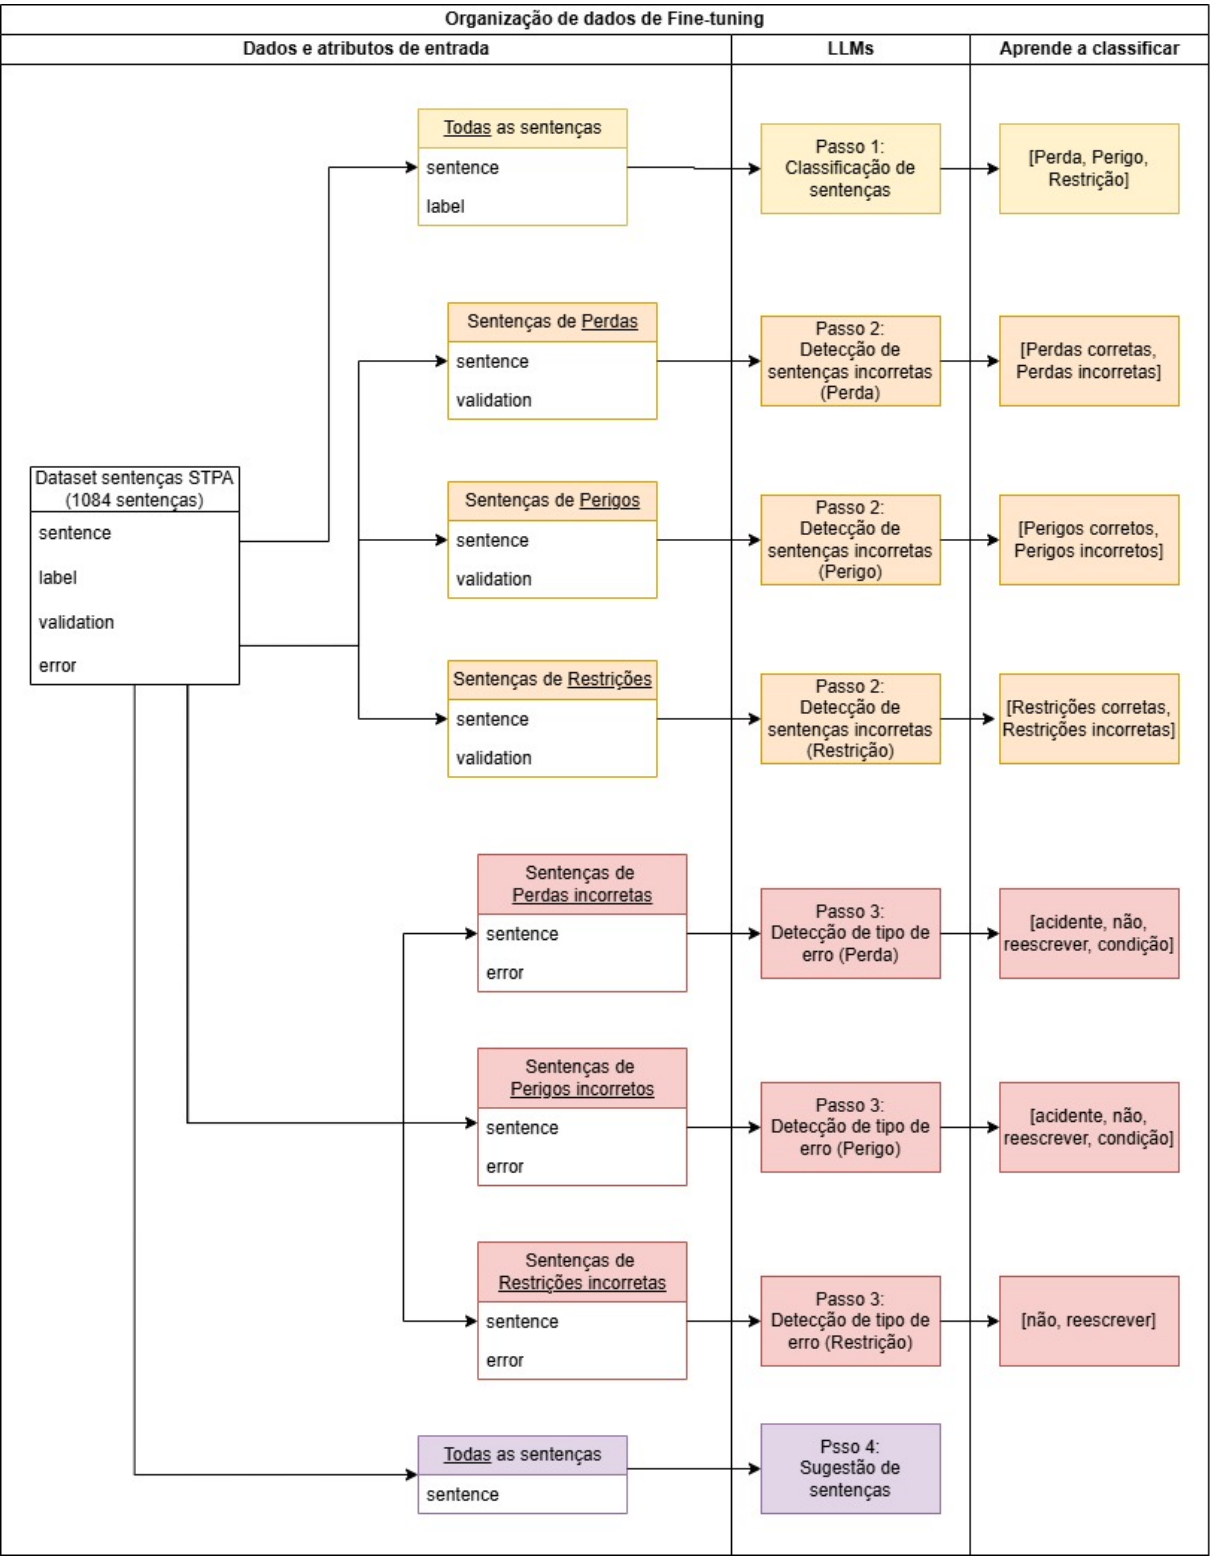 Organização de dados de Fine-tuning
Dados e atributos de entrada
LLMs
Aprende a classificar
Todas as sentenças
sentence
label
Passo 1:
Classificação de
sentenças
[Perda, Perigo,
Restrição]
Sentenças de Perdas
sentence
validation
Passo 2:
Detecção de
sentenças incorretas
(Perda)
[Perdas corretas,
Perdas incorretas]
Dataset sentenças STPA
(1084 sentenças)
sentence
label
validation
error
Sentenças de Perigos
sentence
validation
Passo 2:
Detecção de
sentenças incorretas
(Perigo)
[Perigos corretos,
Perigos incorretos]
Sentenças de Restrições
sentence
validation
Passo 2:
Detecção de
sentenças incorretas
(Restrição)
[Restrições corretas,
Restrições incorretas]
Sentenças de
Perdas incorretas
sentence
error
Passo 3:
Detecção de tipo de
erro (Perda)
[acidente, não,
reescrever, condição]
Sentenças de
Perigos incorretos
sentence
error
Passo 3:
Detecção de tipo de
erro (Perigo)
[acidente, não,
reescrever, condição]
Sentenças de
Restrições incorretas
sentence
error
Passo 3:
Detecção de tipo de
erro (Restrição)
[não, reescrever]
Todas as sentenças
sentence
Psso 4:
Sugestão de
sentenças